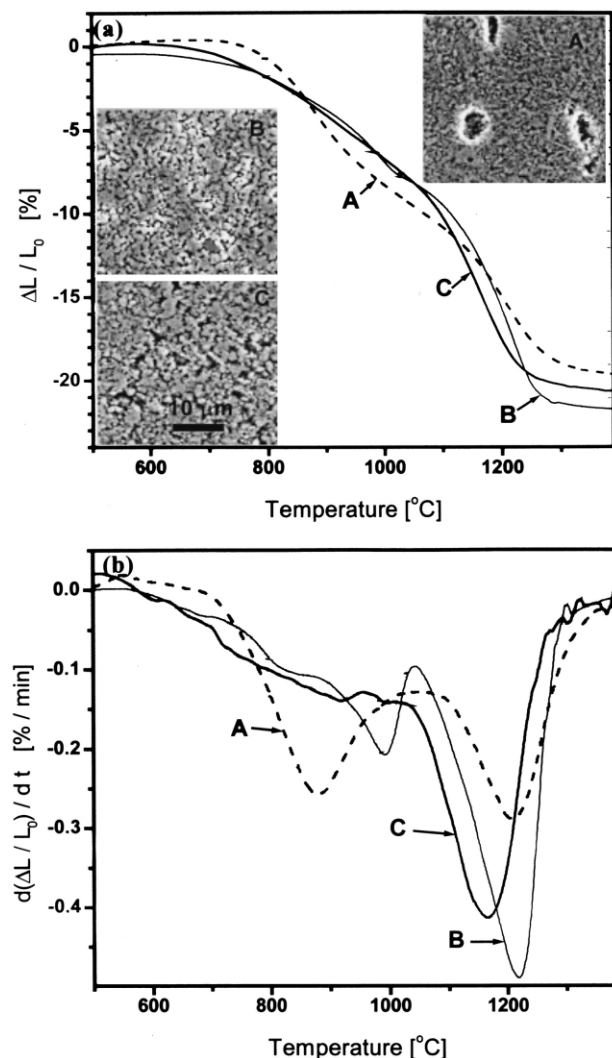 (a)
0
-5
-10
-15
-20
ΔL / L₀ [%]
A
B
C
10 μm
A
C
B
600 800 1000 1200
Temperature [°C]
(b)
0.0
-0.1
-0.2
-0.3
-0.4
d(ΔL / L₀) / d t [% / min]
A
C
B
600 800 1000 1200
Temperature [°C]